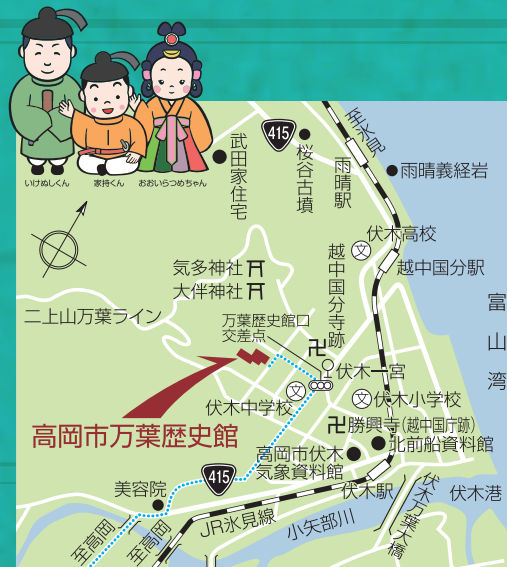 いけぬしくん
家持くん
おおいらつめちゃん
415
至氷見
武田家住宅
桜谷古墳
雨晴駅
雨晴義経岩
伏木高校
文
越中国分駅
越中国分寺跡
気多神社
大伴神社
二上山万葉ライン
万葉歴史館口
交差点
富山湾
卍
伏木一宮
文
伏木中学校
文
伏木小学校
高岡市万葉歴史館
卍勝興寺(越中国庁跡)
北前船資料館
高岡市伏木
気象資料館
415
美容院
伏木駅
伏木港
伏木万葉大橋
JR氷見線
小矢部川
至高岡
至高岡